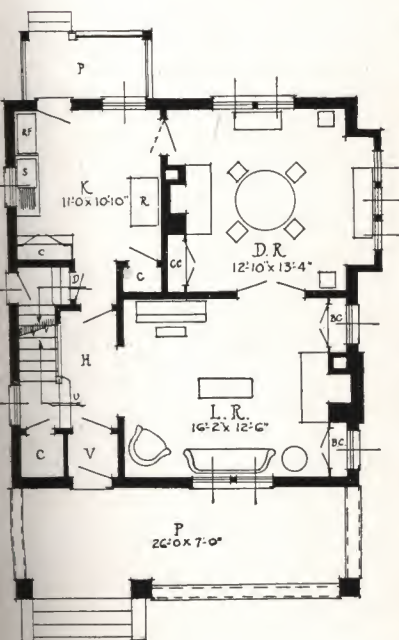 P
RF
S
K
11'-0 x 10'-10"
R
C
C
CC
D.R.
12'-10" x 13'-4"
D
H
BC
U
L.R.
16'-2" x 12'-6"
C
V
BC
P
26'-0 x 7'-0"